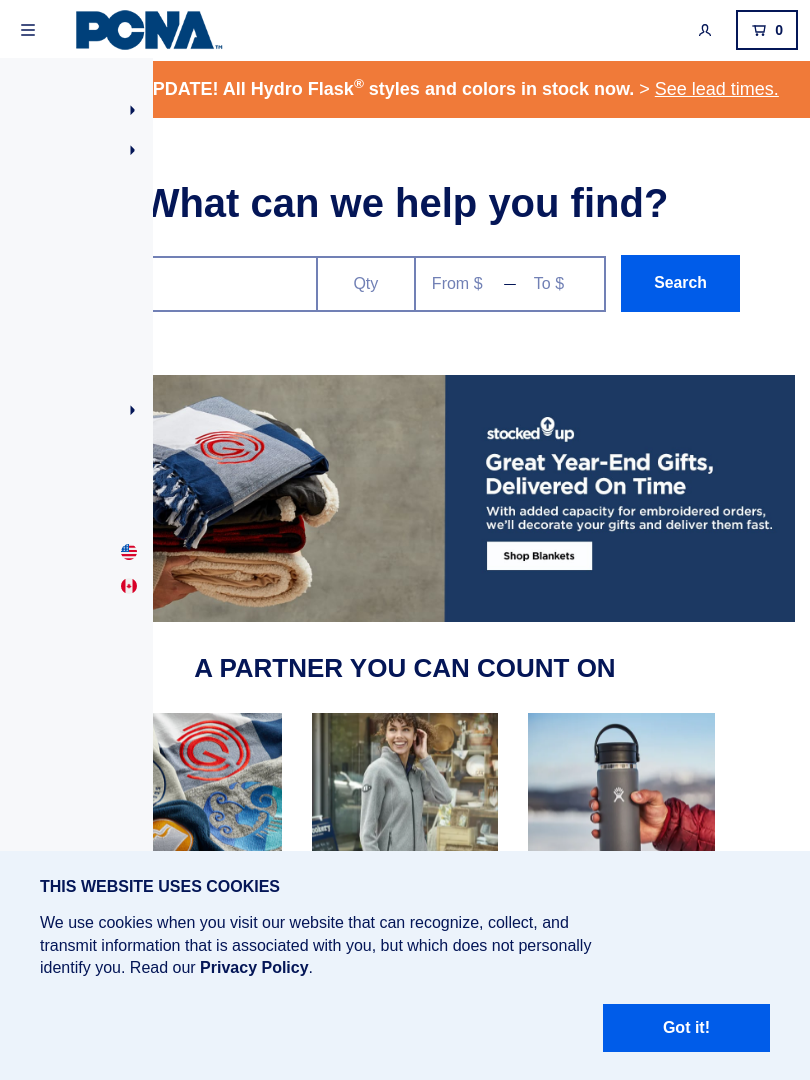 PCNA™
0
PDATE! All Hydro Flask® styles and colors in stock now. > See lead times.
What can we help you find?
Qty
From $ — To $
Search
stocked up
Great Year-End Gifts,
Delivered On Time
With added capacity for embroidered orders,
we'll decorate your gifts and deliver them fast.
Shop Blankets
A PARTNER YOU CAN COUNT ON
THIS WEBSITE USES COOKIES
We use cookies when you visit our website that can recognize, collect, and
transmit information that is associated with you, but which does not personally
identify you. Read our Privacy Policy.
Got it!